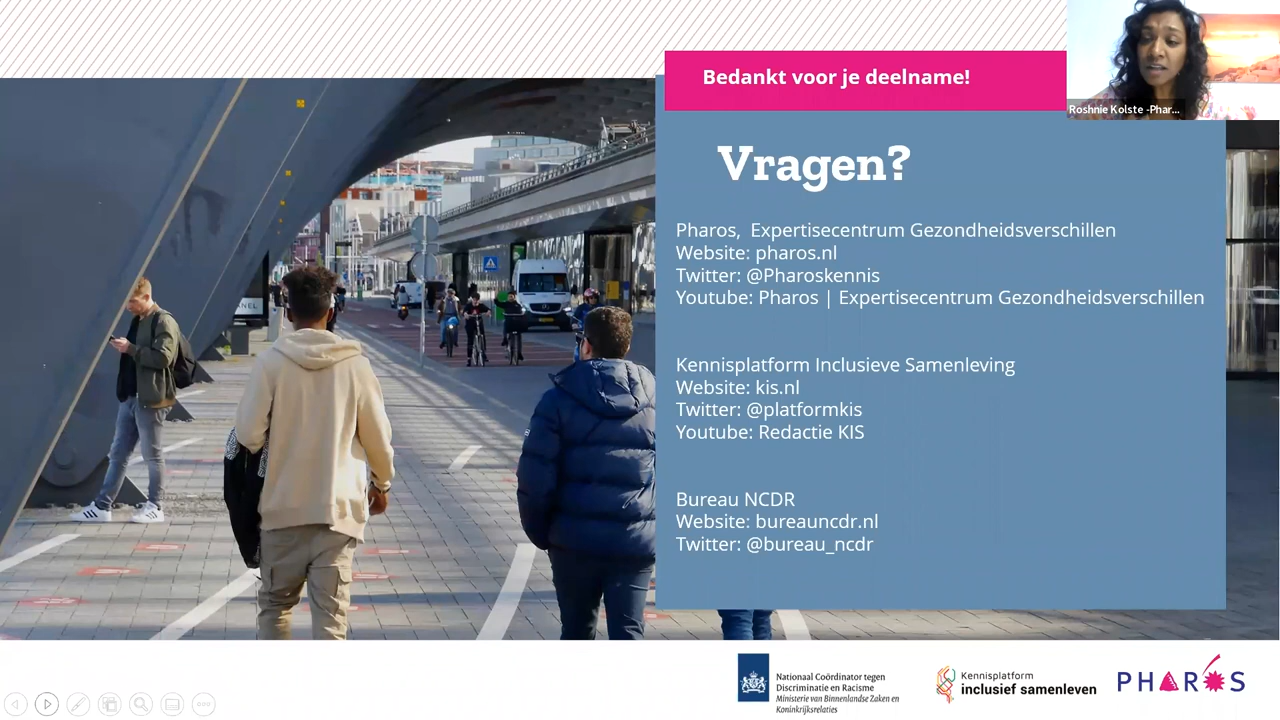 Bedankt voor je deelname!
Roshnie Kolste -Phar...
Vragen?
Pharos, Expertisecentrum Gezondheidsverschillen
Website: pharos.nl
Twitter: @Pharoskennis
Youtube: Pharos | Expertisecentrum Gezondheidsverschillen
Kennisplatform Inclusieve Samenleving
Website: kis.nl
Twitter: @platformkis
Youtube: Redactie KIS
Bureau NCDR
Website: bureauncdr.nl
Twitter: @bureau_ncdr
Nationaal Coördinator tegen
Discriminatie en Racisme
Ministerie van Binnenlandse Zaken en
Koninkrijksrelaties
Kennisplatform
inclusief samenleven
PHAROS